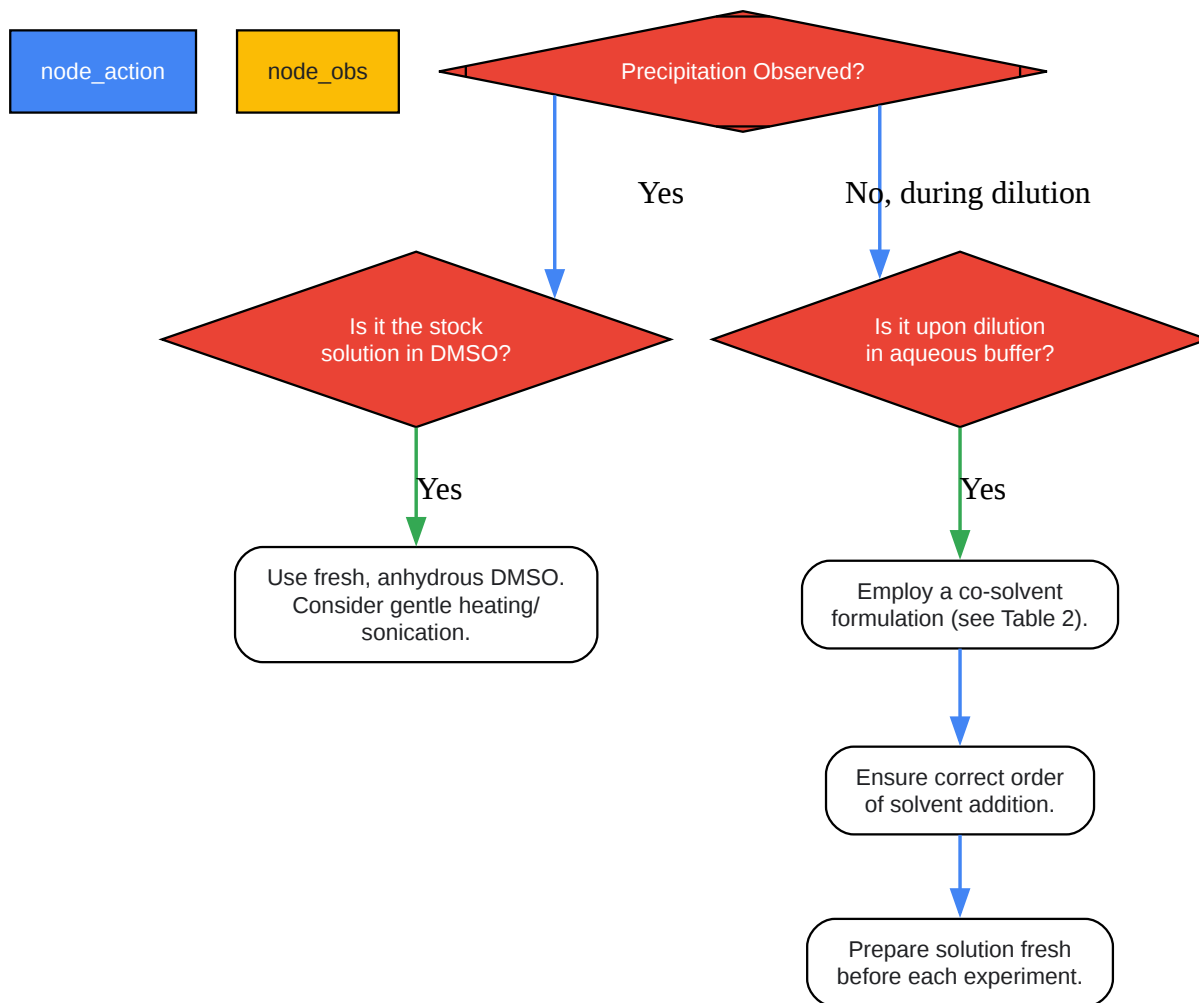 node_action
node_obs
Precipitation Observed?
Yes
No, during dilution
Is it the stock
solution in DMSO?
Is it upon dilution
in aqueous buffer?
Yes
Yes
Use fresh, anhydrous DMSO.
Consider gentle heating/
sonication.
Employ a co-solvent
formulation (see Table 2).
Ensure correct order
of solvent addition.
Prepare solution fresh
before each experiment.